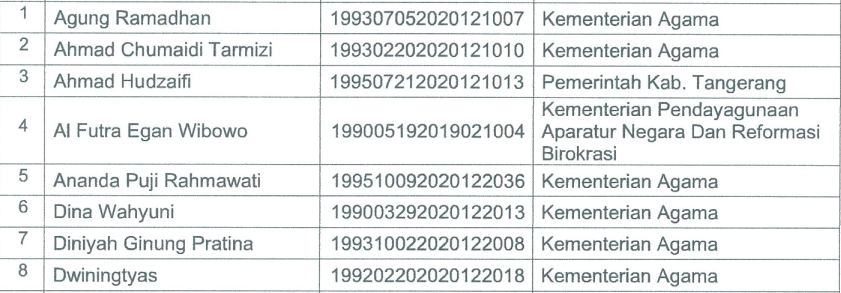 1 Agung Ramadhan 199307052020121007 Kementerian Agama
2 Ahmad Chumaidi Tarmizi 199302202020121010 Kementerian Agama
3 Ahmad Hudzaifi 199507212020121013 Pemerintah Kab. Tangerang
4 Al Futra Egan Wibowo 199005192019021004 Kementerian Pendayagunaan
Aparatur Negara Dan Reformasi
Birokrasi
5 Ananda Puji Rahmawati 199510092020122036 Kementerian Agama
6 Dina Wahyuni 199003292020122013 Kementerian Agama
7 Diniyah Ginung Pratina 199310022020122008 Kementerian Agama
8 Dwiningtyas 199202202020122018 Kementerian Agama